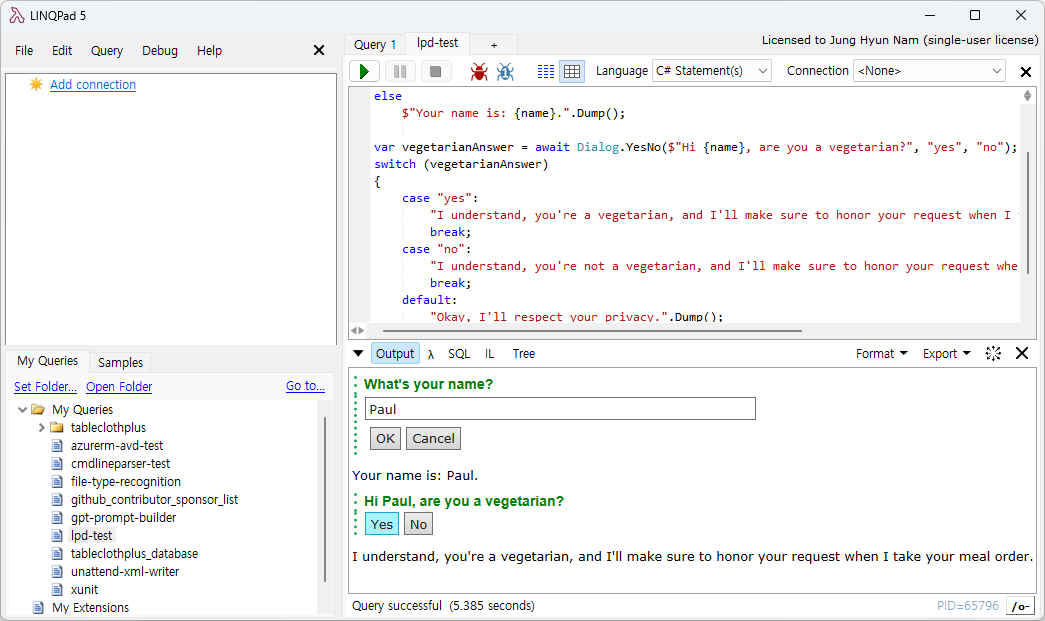 LINQPad 5
File Edit Query Debug Help
Add connection
My Queries Samples
Set Folder... Open Folder Go to...
My Queries
tableclothplus
azurerm-avd-test
cmdlineparser-test
file-type-recognition
github_contributor_sponsor_list
gpt-prompt-builder
lpd-test
tableclothplus_database
unattend-xml-writer
xunit
My Extensions
Query 1 lpd-test +
Licensed to Jung Hyun Nam (single-user license)
Language C# Statement(s) Connection <None>
else
$"Your name is: {name}.".Dump();
var vegetarianAnswer = await Dialog.YesNo($"Hi {name}, are you a vegetarian?", "yes", "no");
switch (vegetarianAnswer)
{
case "yes":
"I understand, you're a vegetarian, and I'll make sure to honor your request when I
break;
case "no":
"I understand, you're not a vegetarian, and I'll make sure to honor your request whe
break;
default:
"Okay, I'll respect your privacy.".Dump();
Output λ SQL IL Tree Format Export
What's your name?
Paul
OK Cancel
Your name is: Paul.
Hi Paul, are you a vegetarian?
Yes No
I understand, you're a vegetarian, and I'll make sure to honor your request when I take your meal order.
Query successful (5.385 seconds) PID=65796 /o-